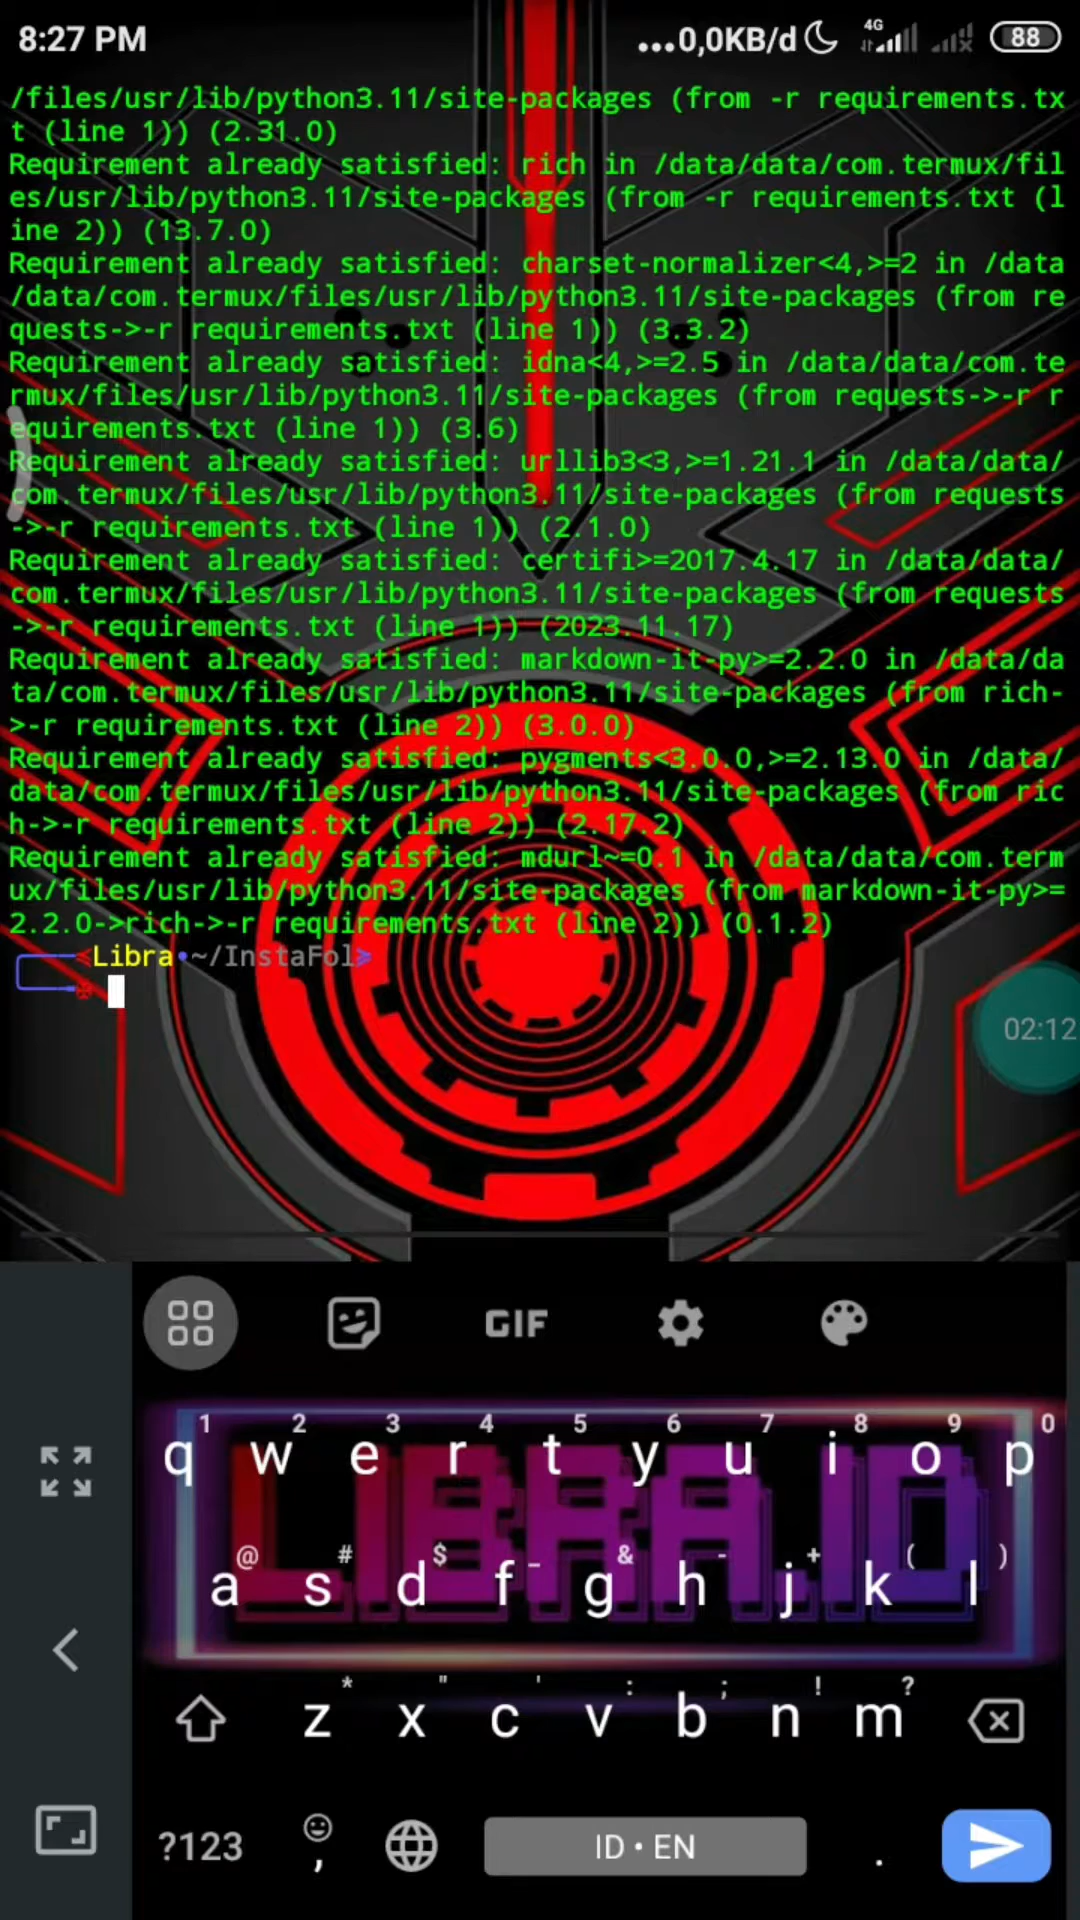 8:27 PM
...0,0KB/d
4G
88
/files/usr/lib/python3.11/site-packages (from -r requirements.tx
t (line 1)) (2.31.0)
Requirement already satisfied: rich in /data/data/com.termux/fil
es/usr/lib/python3.11/site-packages (from -r requirements.txt (l
ine 2)) (13.7.0)
Requirement already satisfied: charset-normalizer<4,>=2 in /data
/data/com.termux/files/usr/lib/python3.11/site-packages (from re
quests->-r requirements.txt (line 1)) (3.3.2)
Requirement already satisfied: idna<4,>=2.5 in /data/data/com.te
rmux/files/usr/lib/python3.11/site-packages (from requests->-r r
equirements.txt (line 1)) (3.6)
Requirement already satisfied: urllib3<3,>=1.21.1 in /data/data/
com.termux/files/usr/lib/python3.11/site-packages (from requests
->-r requirements.txt (line 1)) (2.1.0)
Requirement already satisfied: certifi>=2017.4.17 in /data/data/
com.termux/files/usr/lib/python3.11/site-packages (from requests
->-r requirements.txt (line 1)) (2023.11.17)
Requirement already satisfied: markdown-it-py>=2.2.0 in /data/da
ta/com.termux/files/usr/lib/python3.11/site-packages (from rich-
>-r requirements.txt (line 2)) (3.0.0)
Requirement already satisfied: pygments<3.0.0,>=2.13.0 in /data/
data/com.termux/files/usr/lib/python3.11/site-packages (from ric
h->-r requirements.txt (line 2)) (2.17.2)
Requirement already satisfied: mdurl~=0.1 in /data/data/com.term
ux/files/usr/lib/python3.11/site-packages (from markdown-it-py>=
2.2.0->rich->-r requirements.txt (line 2)) (0.1.2)
<Libra•~/InstaFol>
02:12
GIF
1 2 3 4 5 6 7 8 9 0
q w e r t y u i o p
LIBRA.ID
@ # $ _ & - + ( )
a s d f g h j k l
* " ' : ; ! ?
z x c v b n m
?123 , ID • EN .